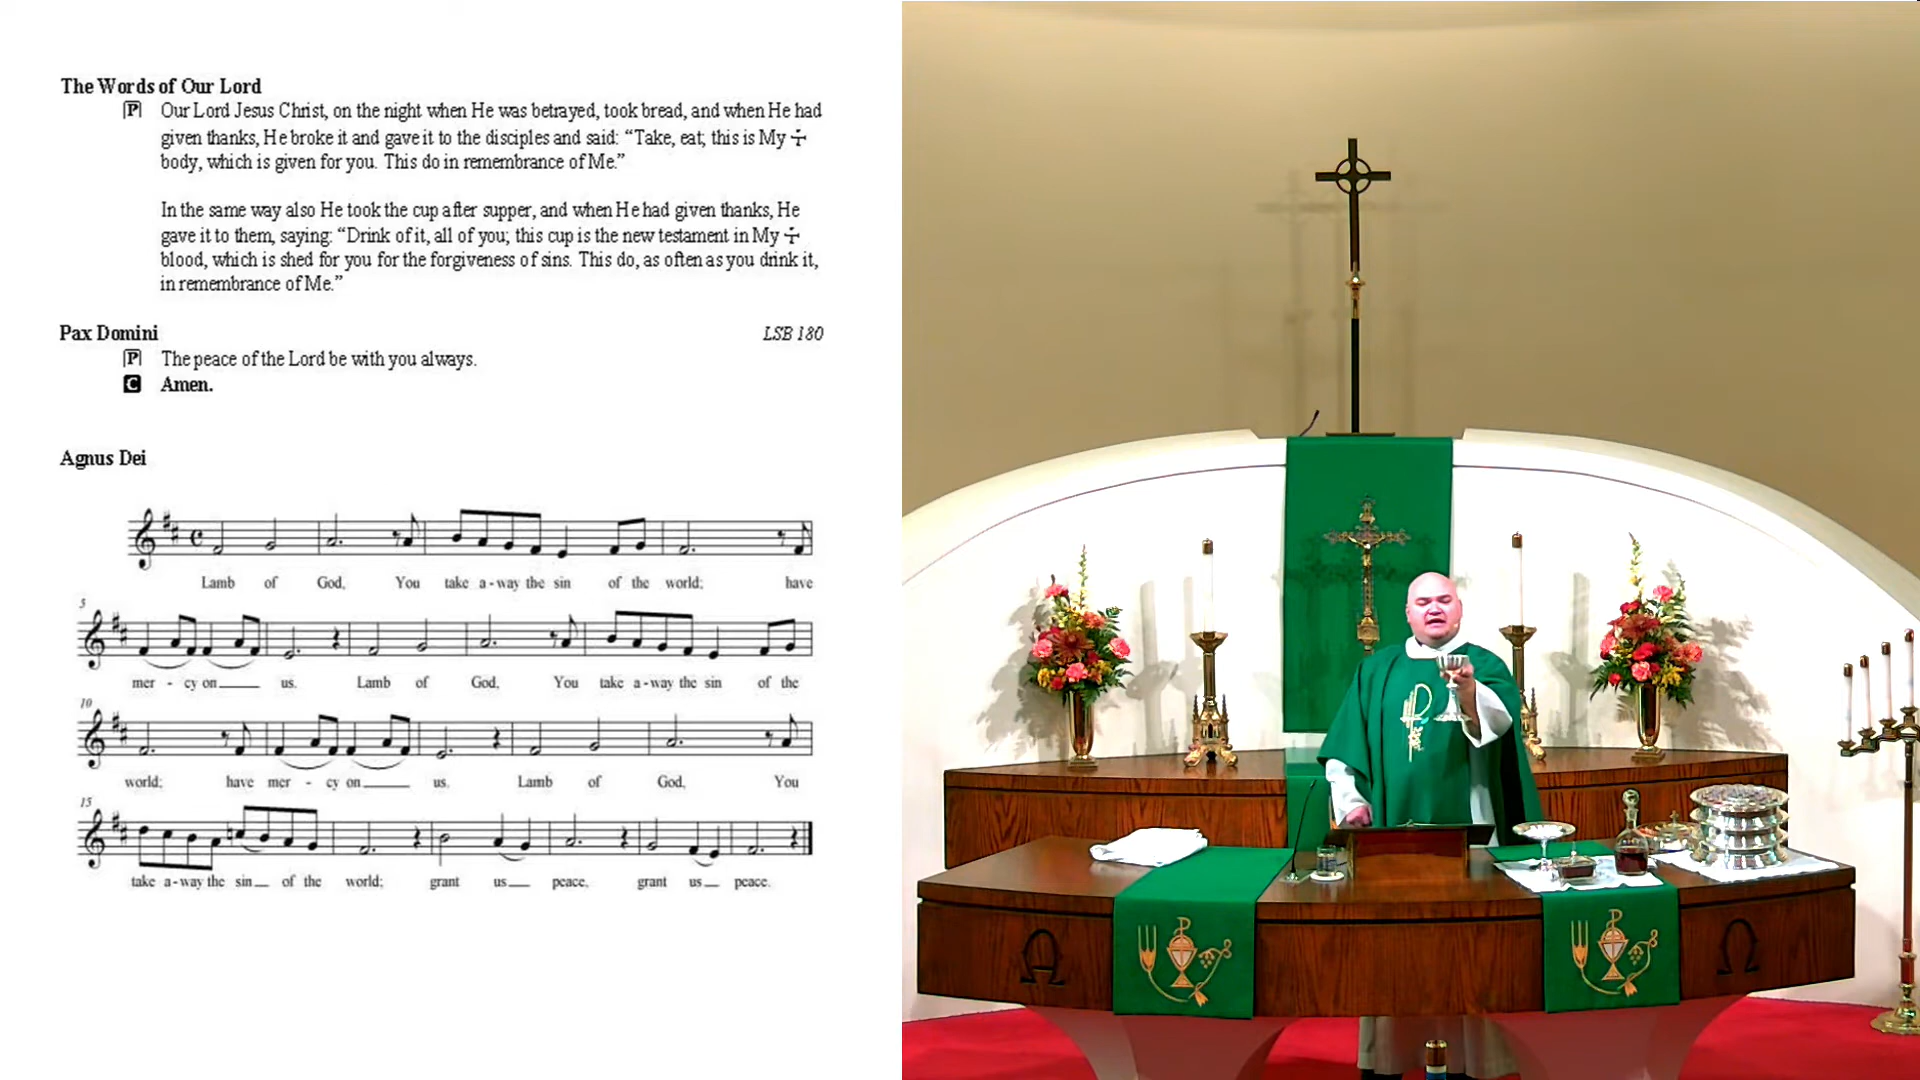 The Words of Our Lord
P Our Lord Jesus Christ, on the night when He was betrayed, took bread, and when He had
given thanks, He broke it and gave it to the disciples and said: “Take, eat; this is My ☩
body, which is given for you. This do in remembrance of Me.”
In the same way also He took the cup after supper, and when He had given thanks, He
gave it to them, saying: “Drink of it, all of you; this cup is the new testament in My ☩
blood, which is shed for you for the forgiveness of sins. This do, as often as you drink it,
in remembrance of Me.”
Pax Domini LSB 180
P The peace of the Lord be with you always.
C Amen.
Agnus Dei
Lamb of God, You take a - way the sin of the world; have
5
mer - cy on____ us. Lamb of God, You take a - way the sin of the
10
world; have mer - cy on____ us. Lamb of God, You
15
take a - way the sin__ of the world; grant us__ peace, grant us__ peace.
Ω Ω